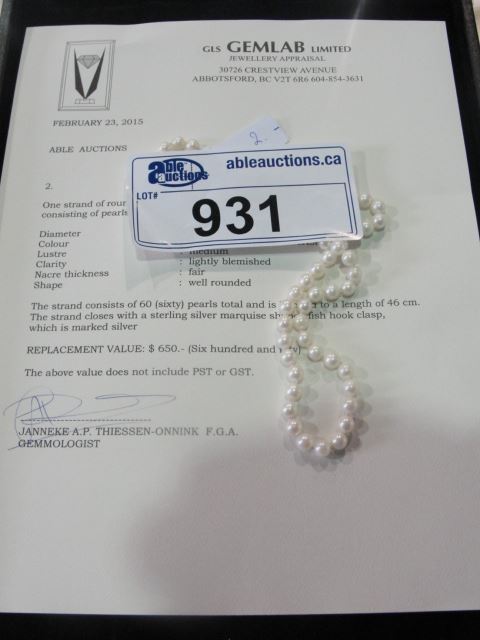 GLS GEMLAB LIMITED
JEWELLERY APPRAISAL
30726 CRESTVIEW AVENUE
ABBOTSFORD, BC V2T 6R6 604-854-3631
FEBRUARY 23, 2015
ABLE AUCTIONS
2.-
able auctions
ableauctions.ca
LOT#
931
2.
One strand of
consisting of pearls
Diameter
Colour
Lustre : medium
Clarity : lightly blemished
Nacre thickness : fair
Shape : well rounded
The strand consists of 60 (sixty) pearls total and is to a length of 46 cm.
The strand closes with a sterling silver marquise fish hook clasp,
which is marked silver
REPLACEMENT VALUE: $ 650.- (Six hundred and
The above value does not include PST or GST.
JANNEKE A.P. THIESSEN-ONNINK F.G.A.
GEMMOLOGIST
ableauctions.ca